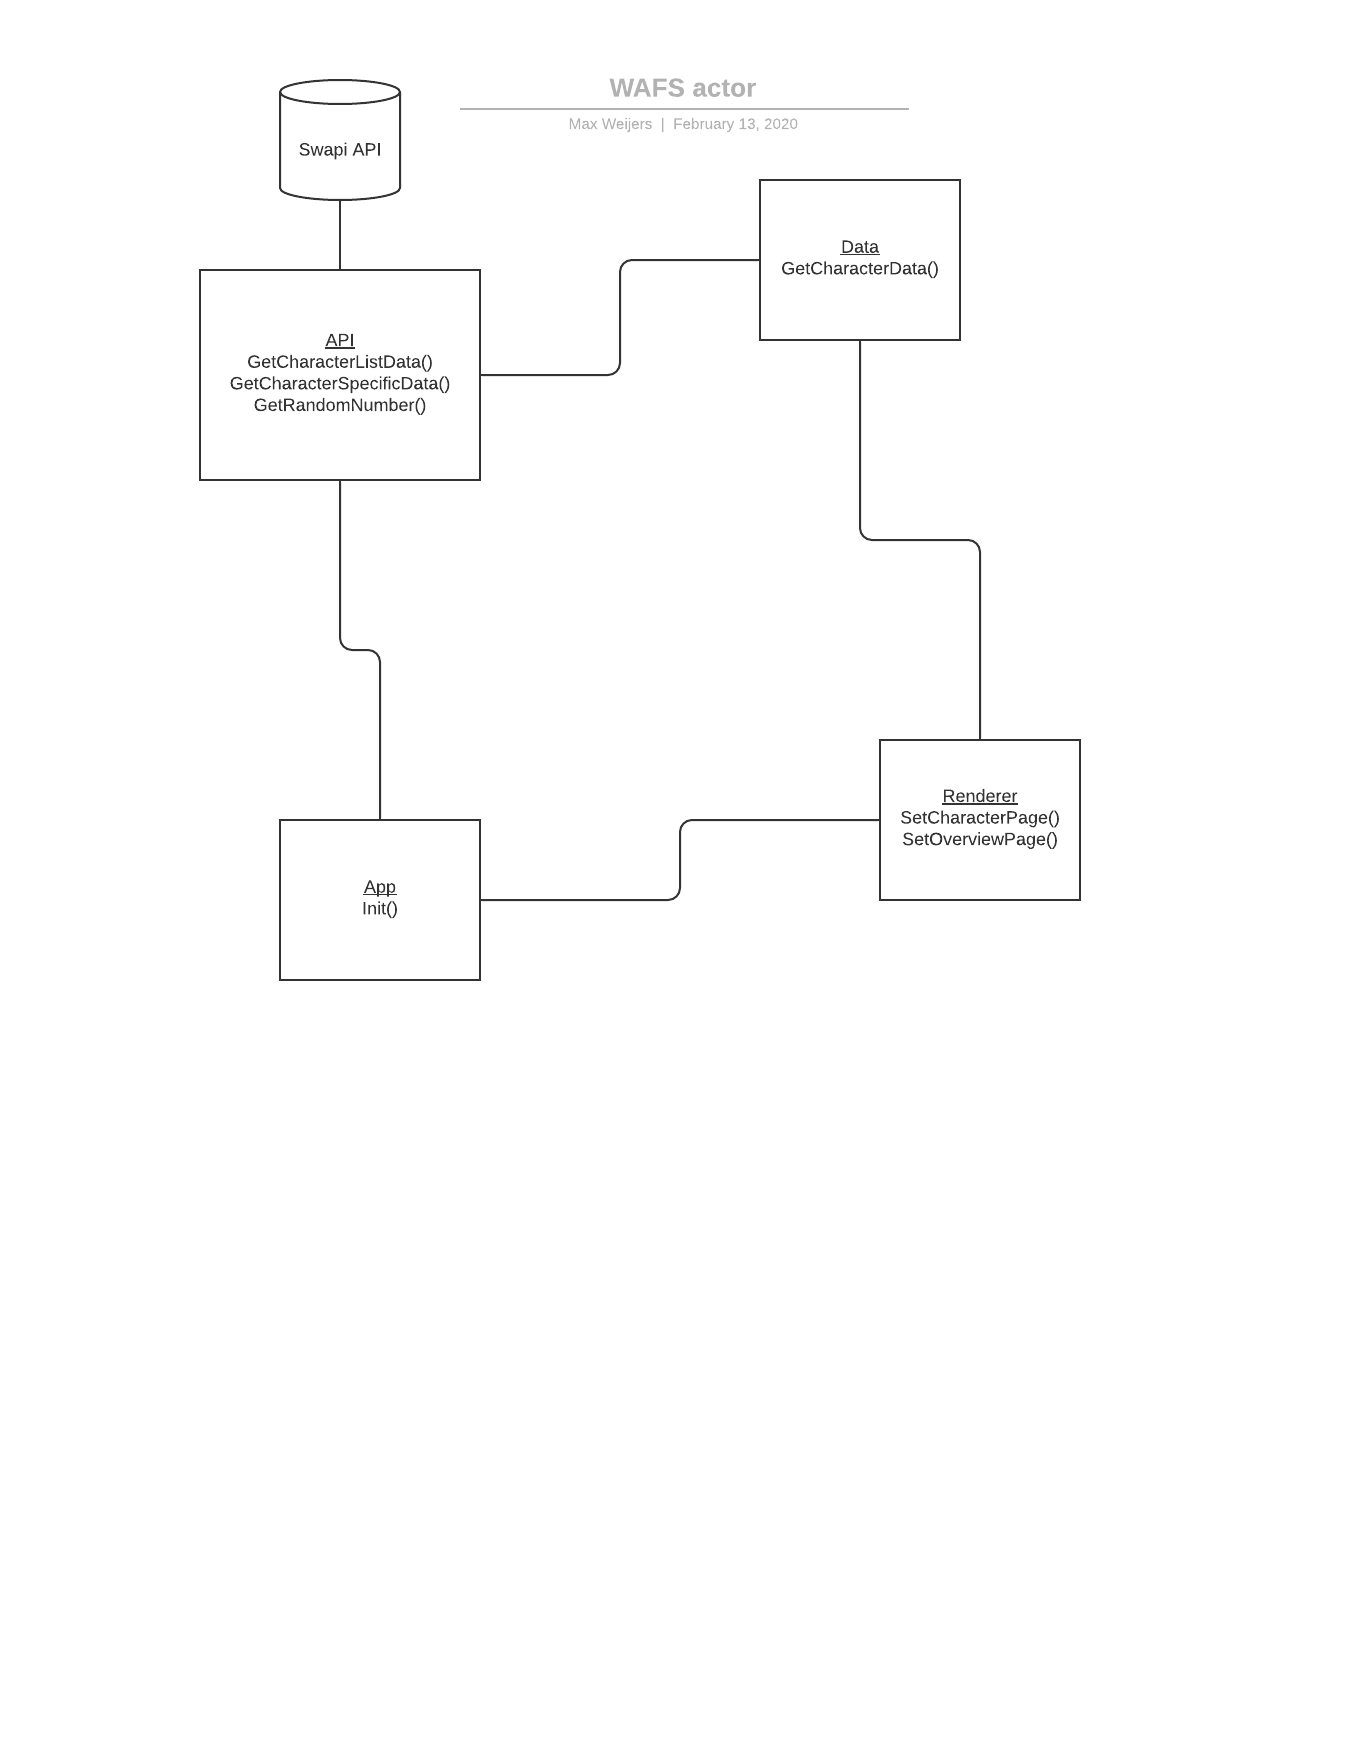 WAFS actor
Max Weijers | February 13, 2020
Swapi API
Data
GetCharacterData()
API
GetCharacterListData()
GetCharacterSpecificData()
GetRandomNumber()
Renderer
SetCharacterPage()
SetOverviewPage()
App
Init()